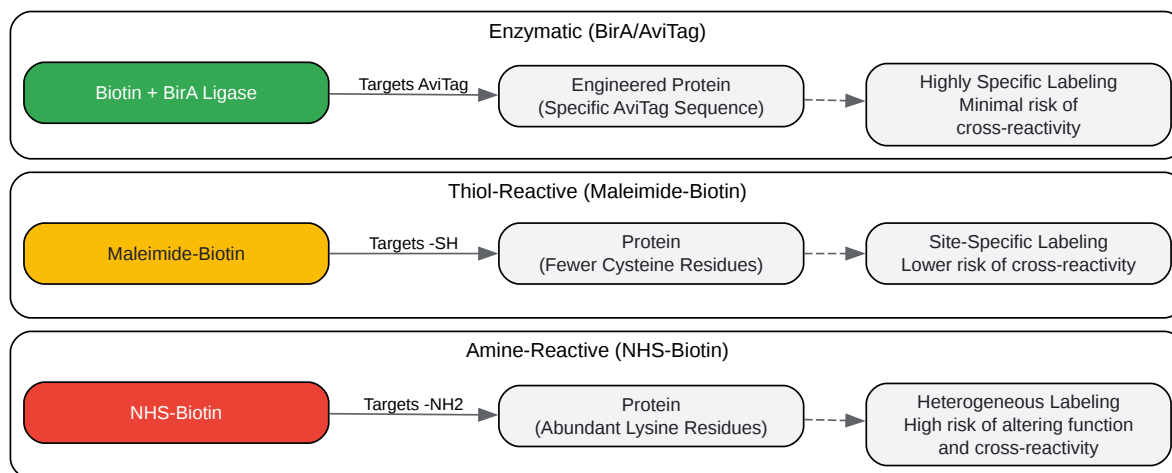 Enzymatic (BirA/AviTag)
Biotin + BirA Ligase
Targets AviTag
Engineered Protein
(Specific AviTag Sequence)
Highly Specific Labeling
Minimal risk of
cross-reactivity
Thiol-Reactive (Maleimide-Biotin)
Maleimide-Biotin
Targets -SH
Protein
(Fewer Cysteine Residues)
Site-Specific Labeling
Lower risk of cross-reactivity
Amine-Reactive (NHS-Biotin)
NHS-Biotin
Targets -NH2
Protein
(Abundant Lysine Residues)
Heterogeneous Labeling
High risk of altering function
and cross-reactivity